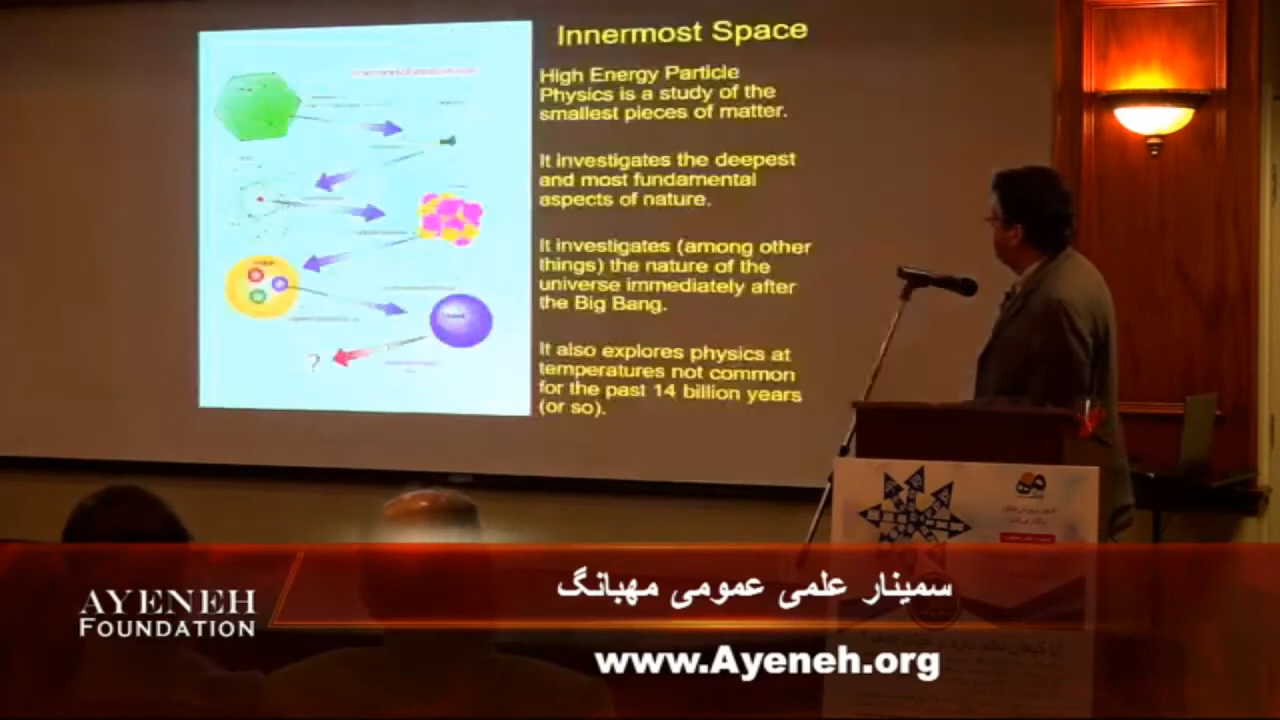 Innermost Space
High Energy Particle
Physics is a study of the
smallest pieces of matter.
It investigates the deepest
and most fundamental
aspects of nature.
It investigates (among other
things) the nature of the
universe immediately after
the Big Bang.
It also explores physics at
temperatures not common
for the past 14 billion years
(or so).
?
AYENEH
FOUNDATION
سمینار علمی عمومی مهبانگ
www.Ayeneh.org